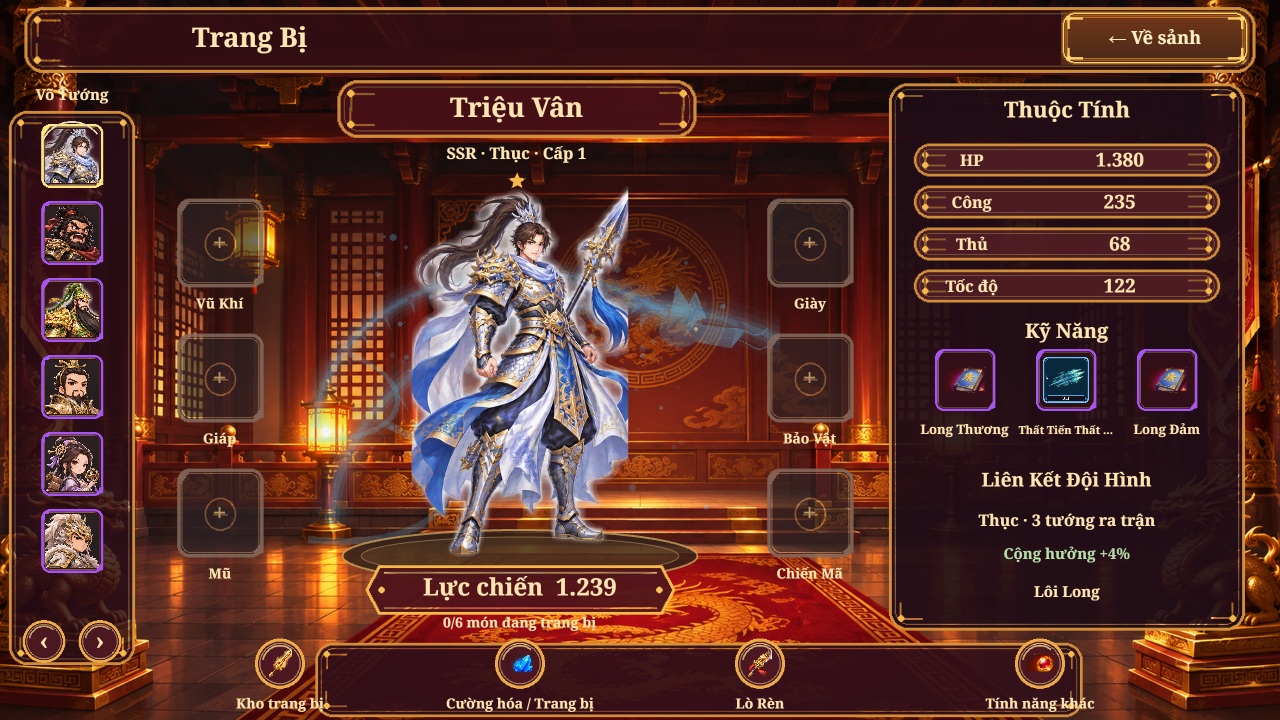 Trang Bị
← Về sảnh
Võ Tướng
Triệu Vân
SSR · Thục · Cấp 1
Vũ Khí
Giáp
Mũ
Giày
Bảo Vật
Chiến Mã
Lực chiến 1.239
0/6 món đang trang bị
Thuộc Tính
HP 1.380
Công 235
Thủ 68
Tốc độ 122
Kỹ Năng
Long Thương
Thất Tiến Thất ...
Long Đảm
Liên Kết Đội Hình
Thục · 3 tướng ra trận
Cộng hưởng +4%
Lôi Long
Kho trang bị
Cường hóa / Trang bị
Lò Rèn
Tính năng khác